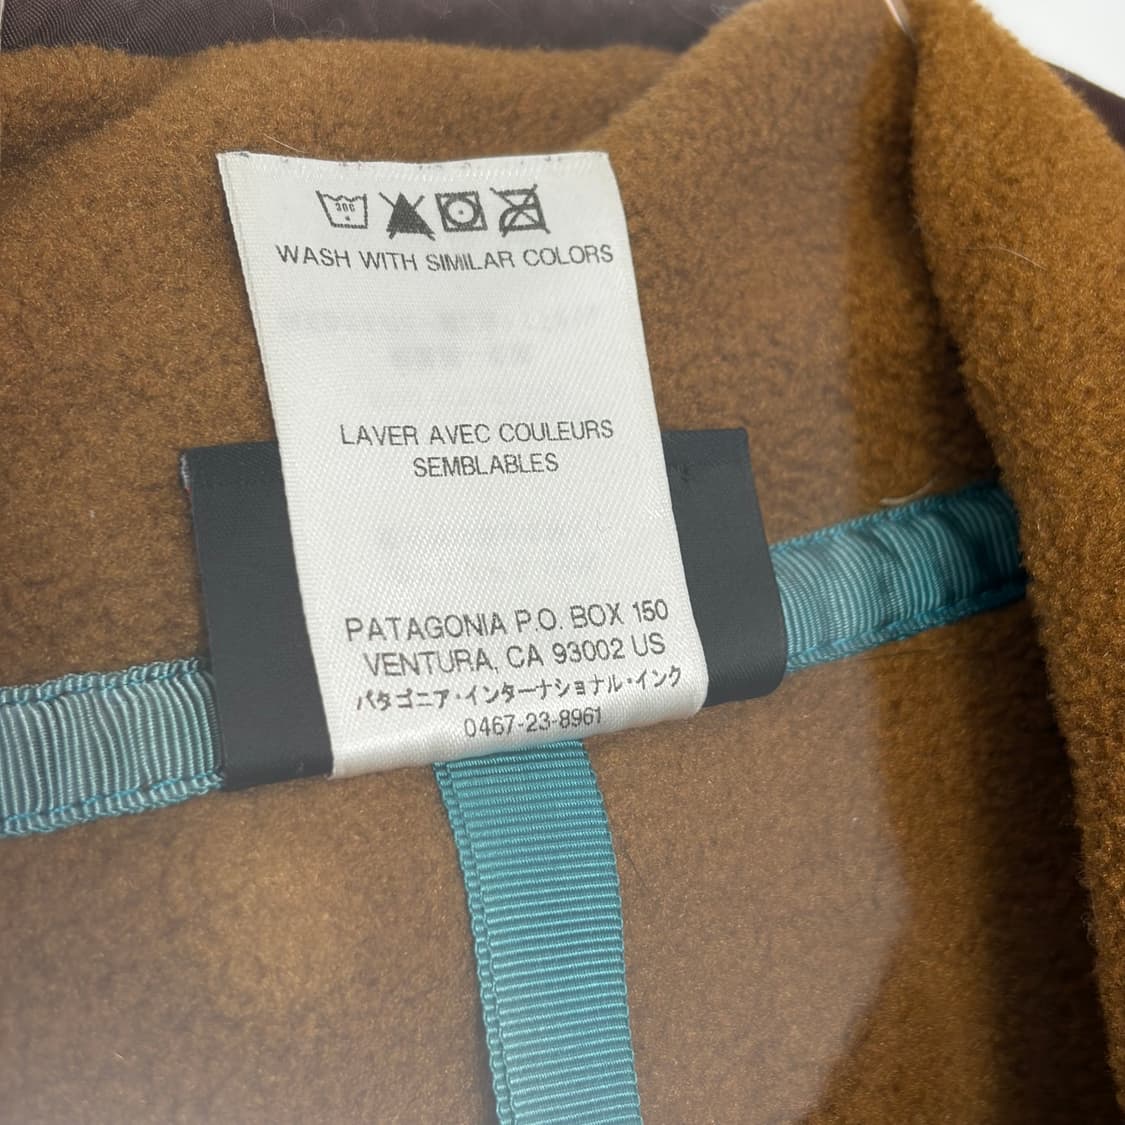 30C
WASH WITH SIMILAR COLORS
LAVER AVEC COULEURS
SEMBLABLES
PATAGONIA P.O. BOX 150
VENTURA, CA 93002 US
パタゴニア・インターナショナル・インク
0467-23-8961